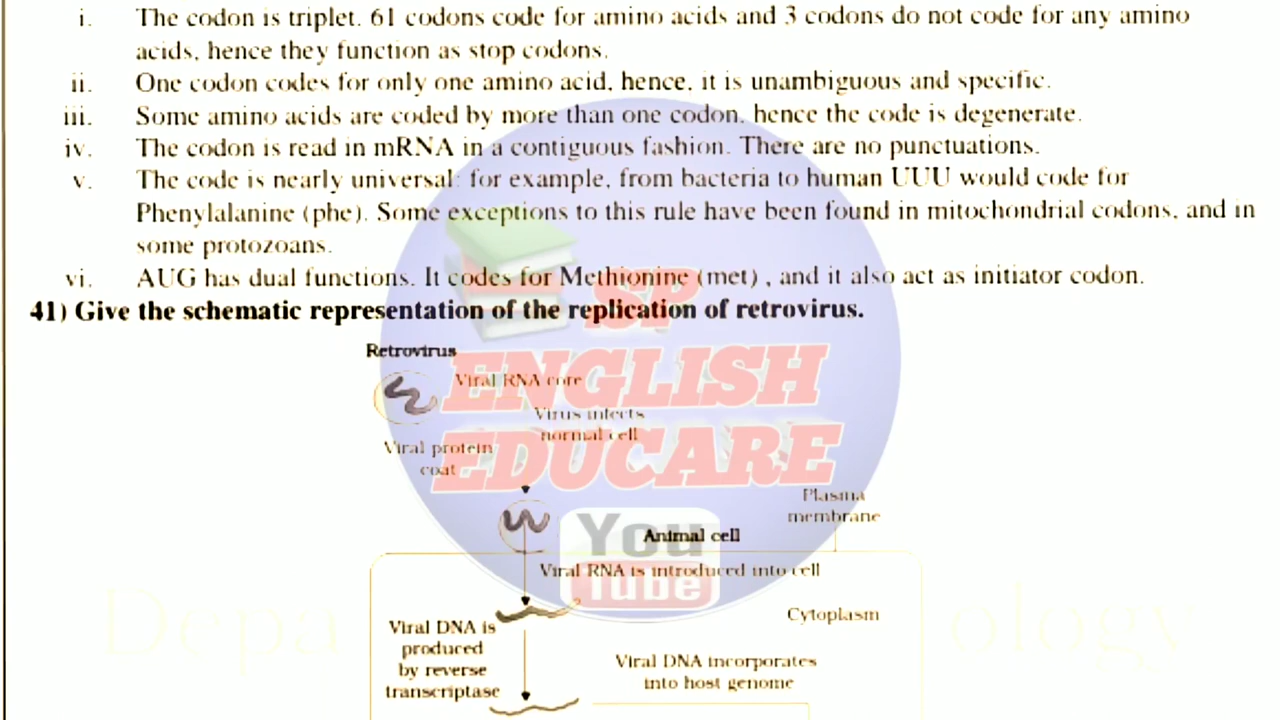 i. The codon is triplet. 61 codons code for amino acids and 3 codons do not code for any amino
acids, hence they function as stop codons.
ii. One codon codes for only one amino acid, hence, it is unambiguous and specific.
iii. Some amino acids are coded by more than one codon, hence the code is degenerate.
iv. The codon is read in mRNA in a contiguous fashion. There are no punctuations.
v. The code is nearly universal: for example, from bacteria to human UUU would code for
Phenylalanine (phe). Some exceptions to this rule have been found in mitochondrial codons, and in
some protozoans.
vi. AUG has dual functions. It codes for Methionine (met) , and it also act as initiator codon.
41) Give the schematic representation of the replication of retrovirus.
Retrovirus
Viral RNA core
Virus infects
normal cell
Viral protein
coat
Plasma
membrane
Animal cell
Viral RNA is introduced into cell
Cytoplasm
Viral DNA is
produced
by reverse
transcriptase
Viral DNA incorporates
into host genome
SP
ENGLISH
EDUCARE
You
Tube
Depa
ology